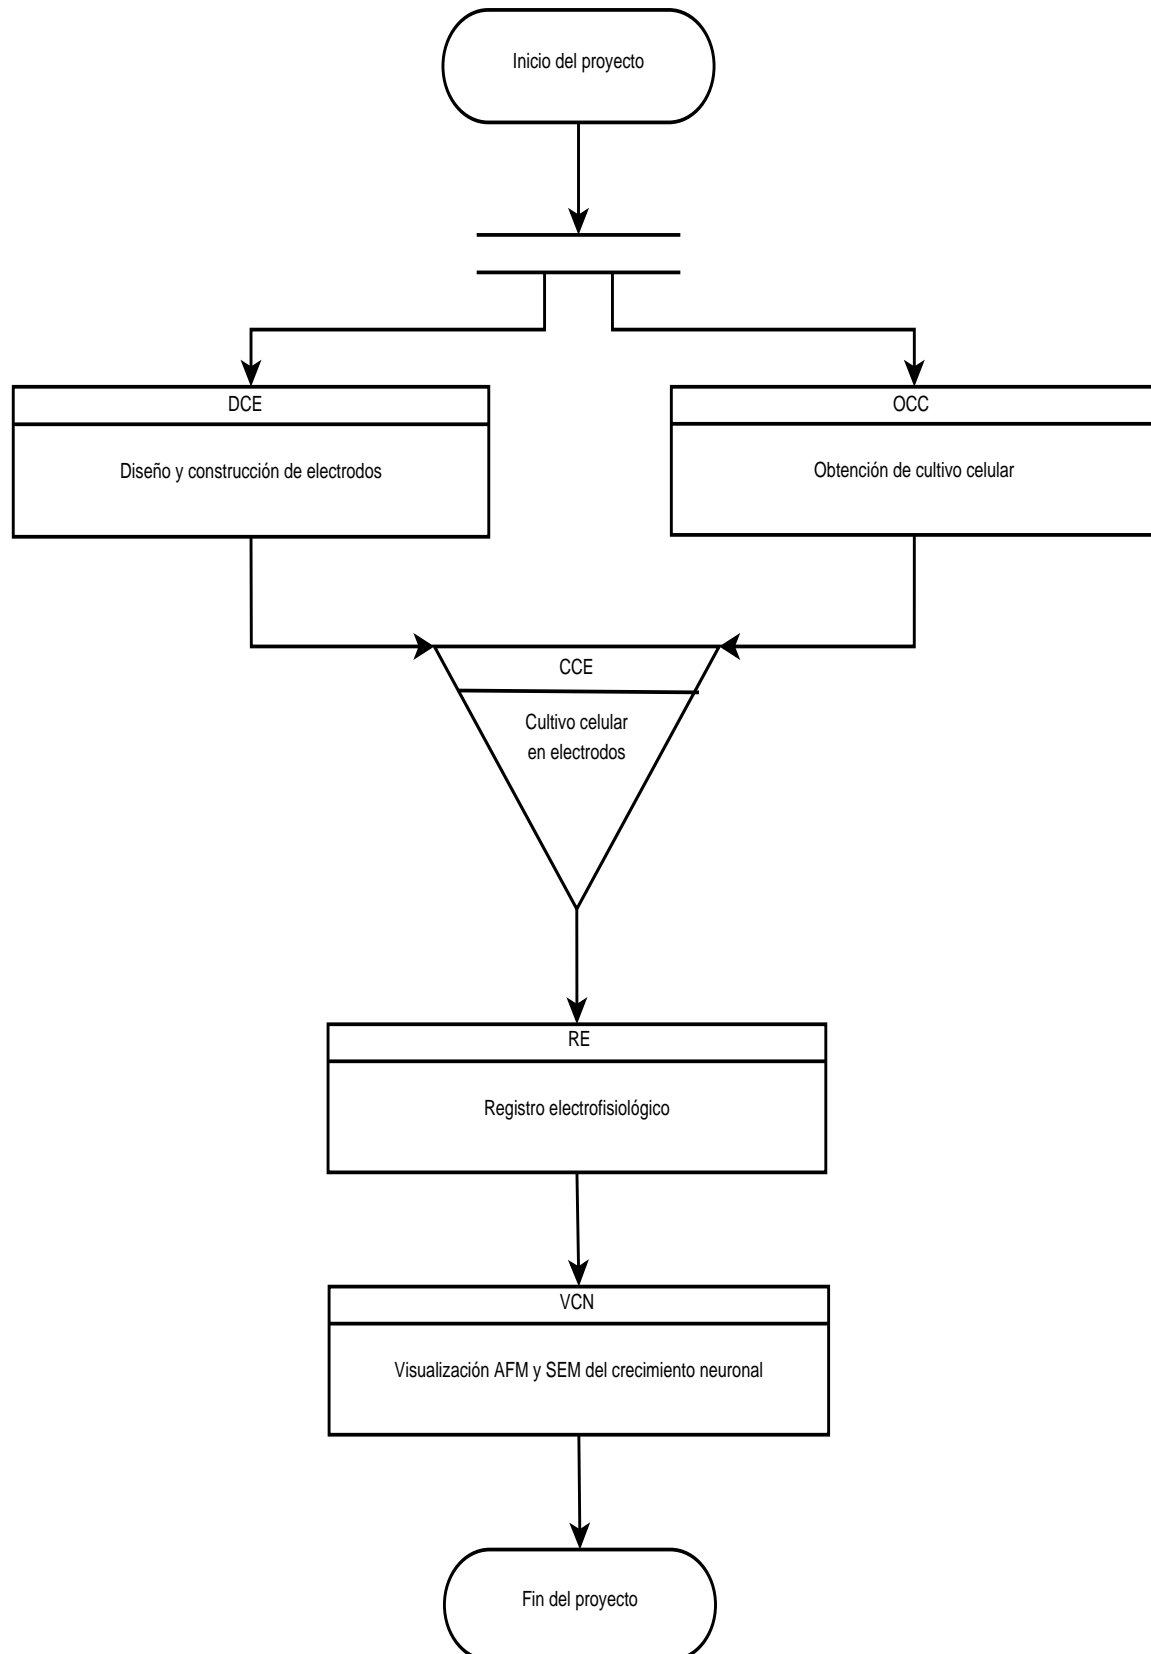 Inicio del proyecto
DCE
Diseño y construcción de electrodos
OCC
Obtención de cultivo celular
CCE
Cultivo celular
en electrodos
RE
Registro electrofisiológico
VCN
Visualización AFM y SEM del crecimiento neuronal
Fin del proyecto